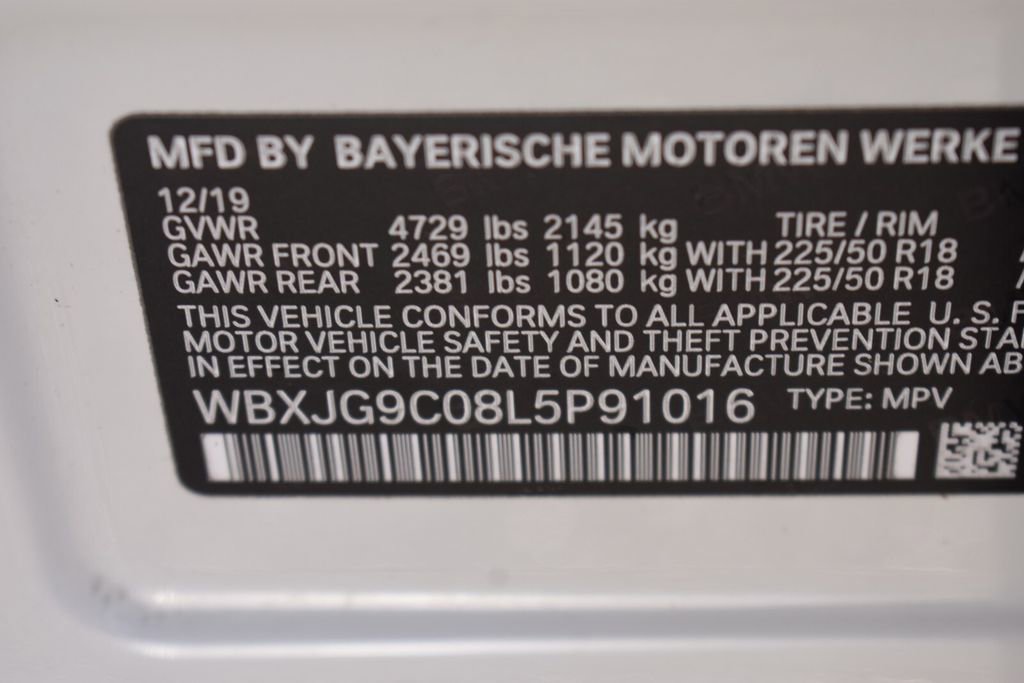 MFD BY BAYERISCHE MOTOREN WERKE
12/19
GVWR 4729 lbs 2145 kg TIRE / RIM
GAWR FRONT 2469 lbs 1120 kg WITH 225/50 R18
GAWR REAR 2381 lbs 1080 kg WITH 225/50 R18
THIS VEHICLE CONFORMS TO ALL APPLICABLE U. S. F
MOTOR VEHICLE SAFETY AND THEFT PREVENTION STA
IN EFFECT ON THE DATE OF MANUFACTURE SHOWN AB
WBXJG9C08L5P91016 TYPE: MPV